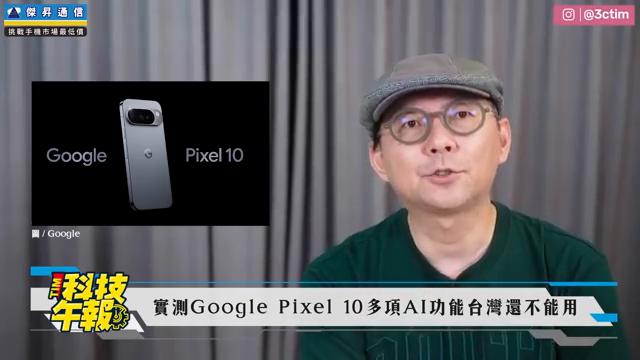 傑昇通信
挑戰手機市場最低價
@3ctim
Google Pixel 10
圖 / Google
TIM
科技
午報
實測Google Pixel 10多項AI功能台灣還不能用